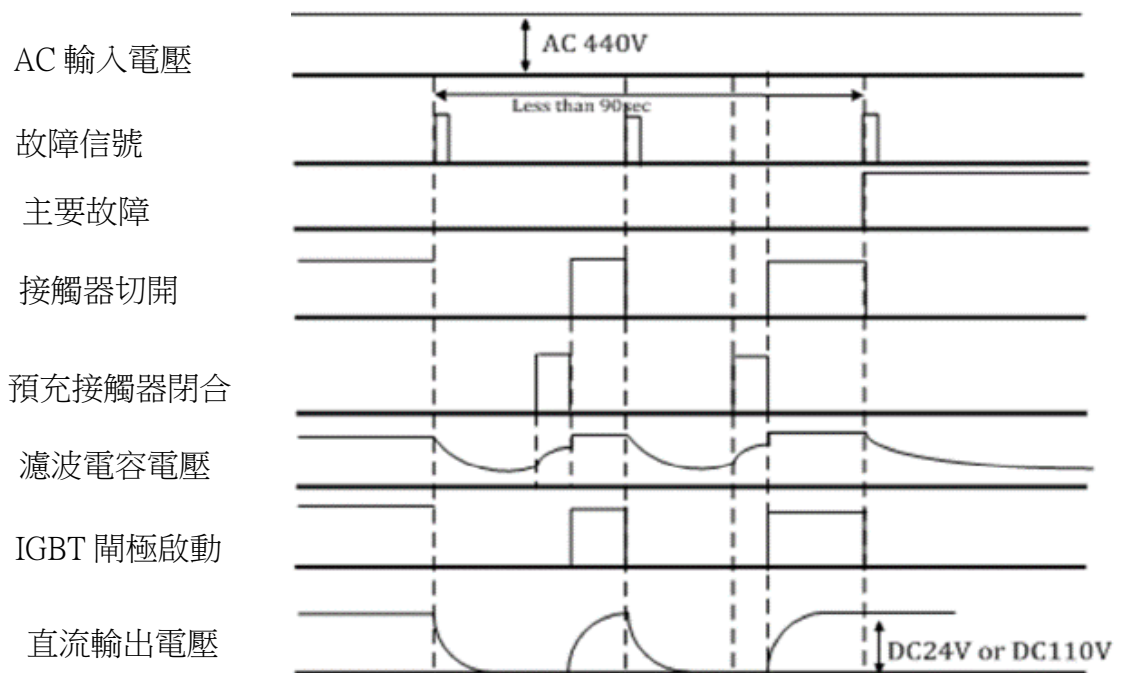 AC 輸入電壓
AC 440V
Less than 90sec
故障信號
主要故障
接觸器切開
預充接觸器閉合
濾波電容電壓
IGBT 閘極啟動
直流輸出電壓
DC24V or DC110V